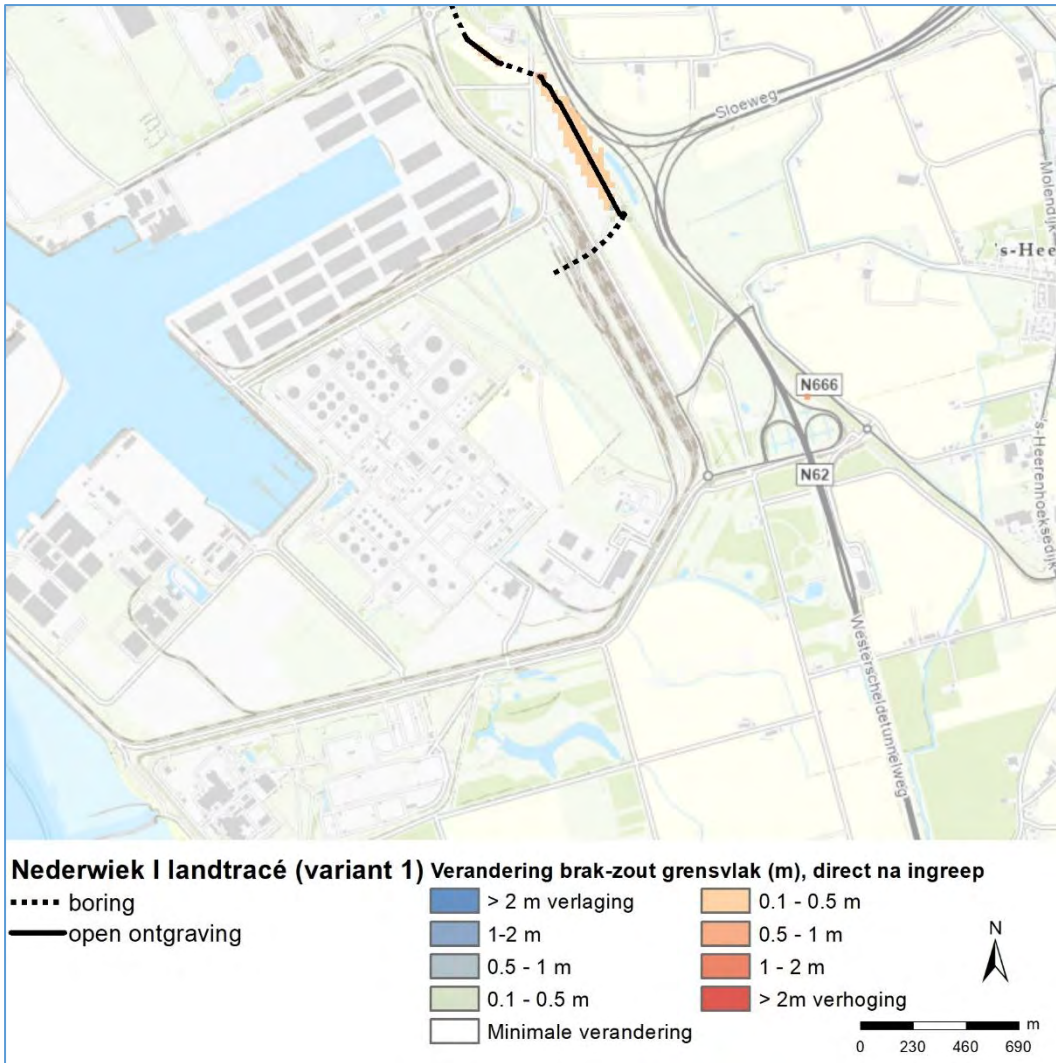 Sloeweg
Molendijk
's-Hee
N666
N62
's-Heerenhoeksedijk
Westerscheldetunnelweg
Nederwiek I landtracé (variant 1)
boring
open ontgraving
Verandering brak-zout grensvlak (m), direct na ingreep
> 2 m verlaging
1-2 m
0.5 - 1 m
0.1 - 0.5 m
Minimale verandering
0.1 - 0.5 m
0.5 - 1 m
1 - 2 m
> 2m verhoging
N
m
0 230 460 690